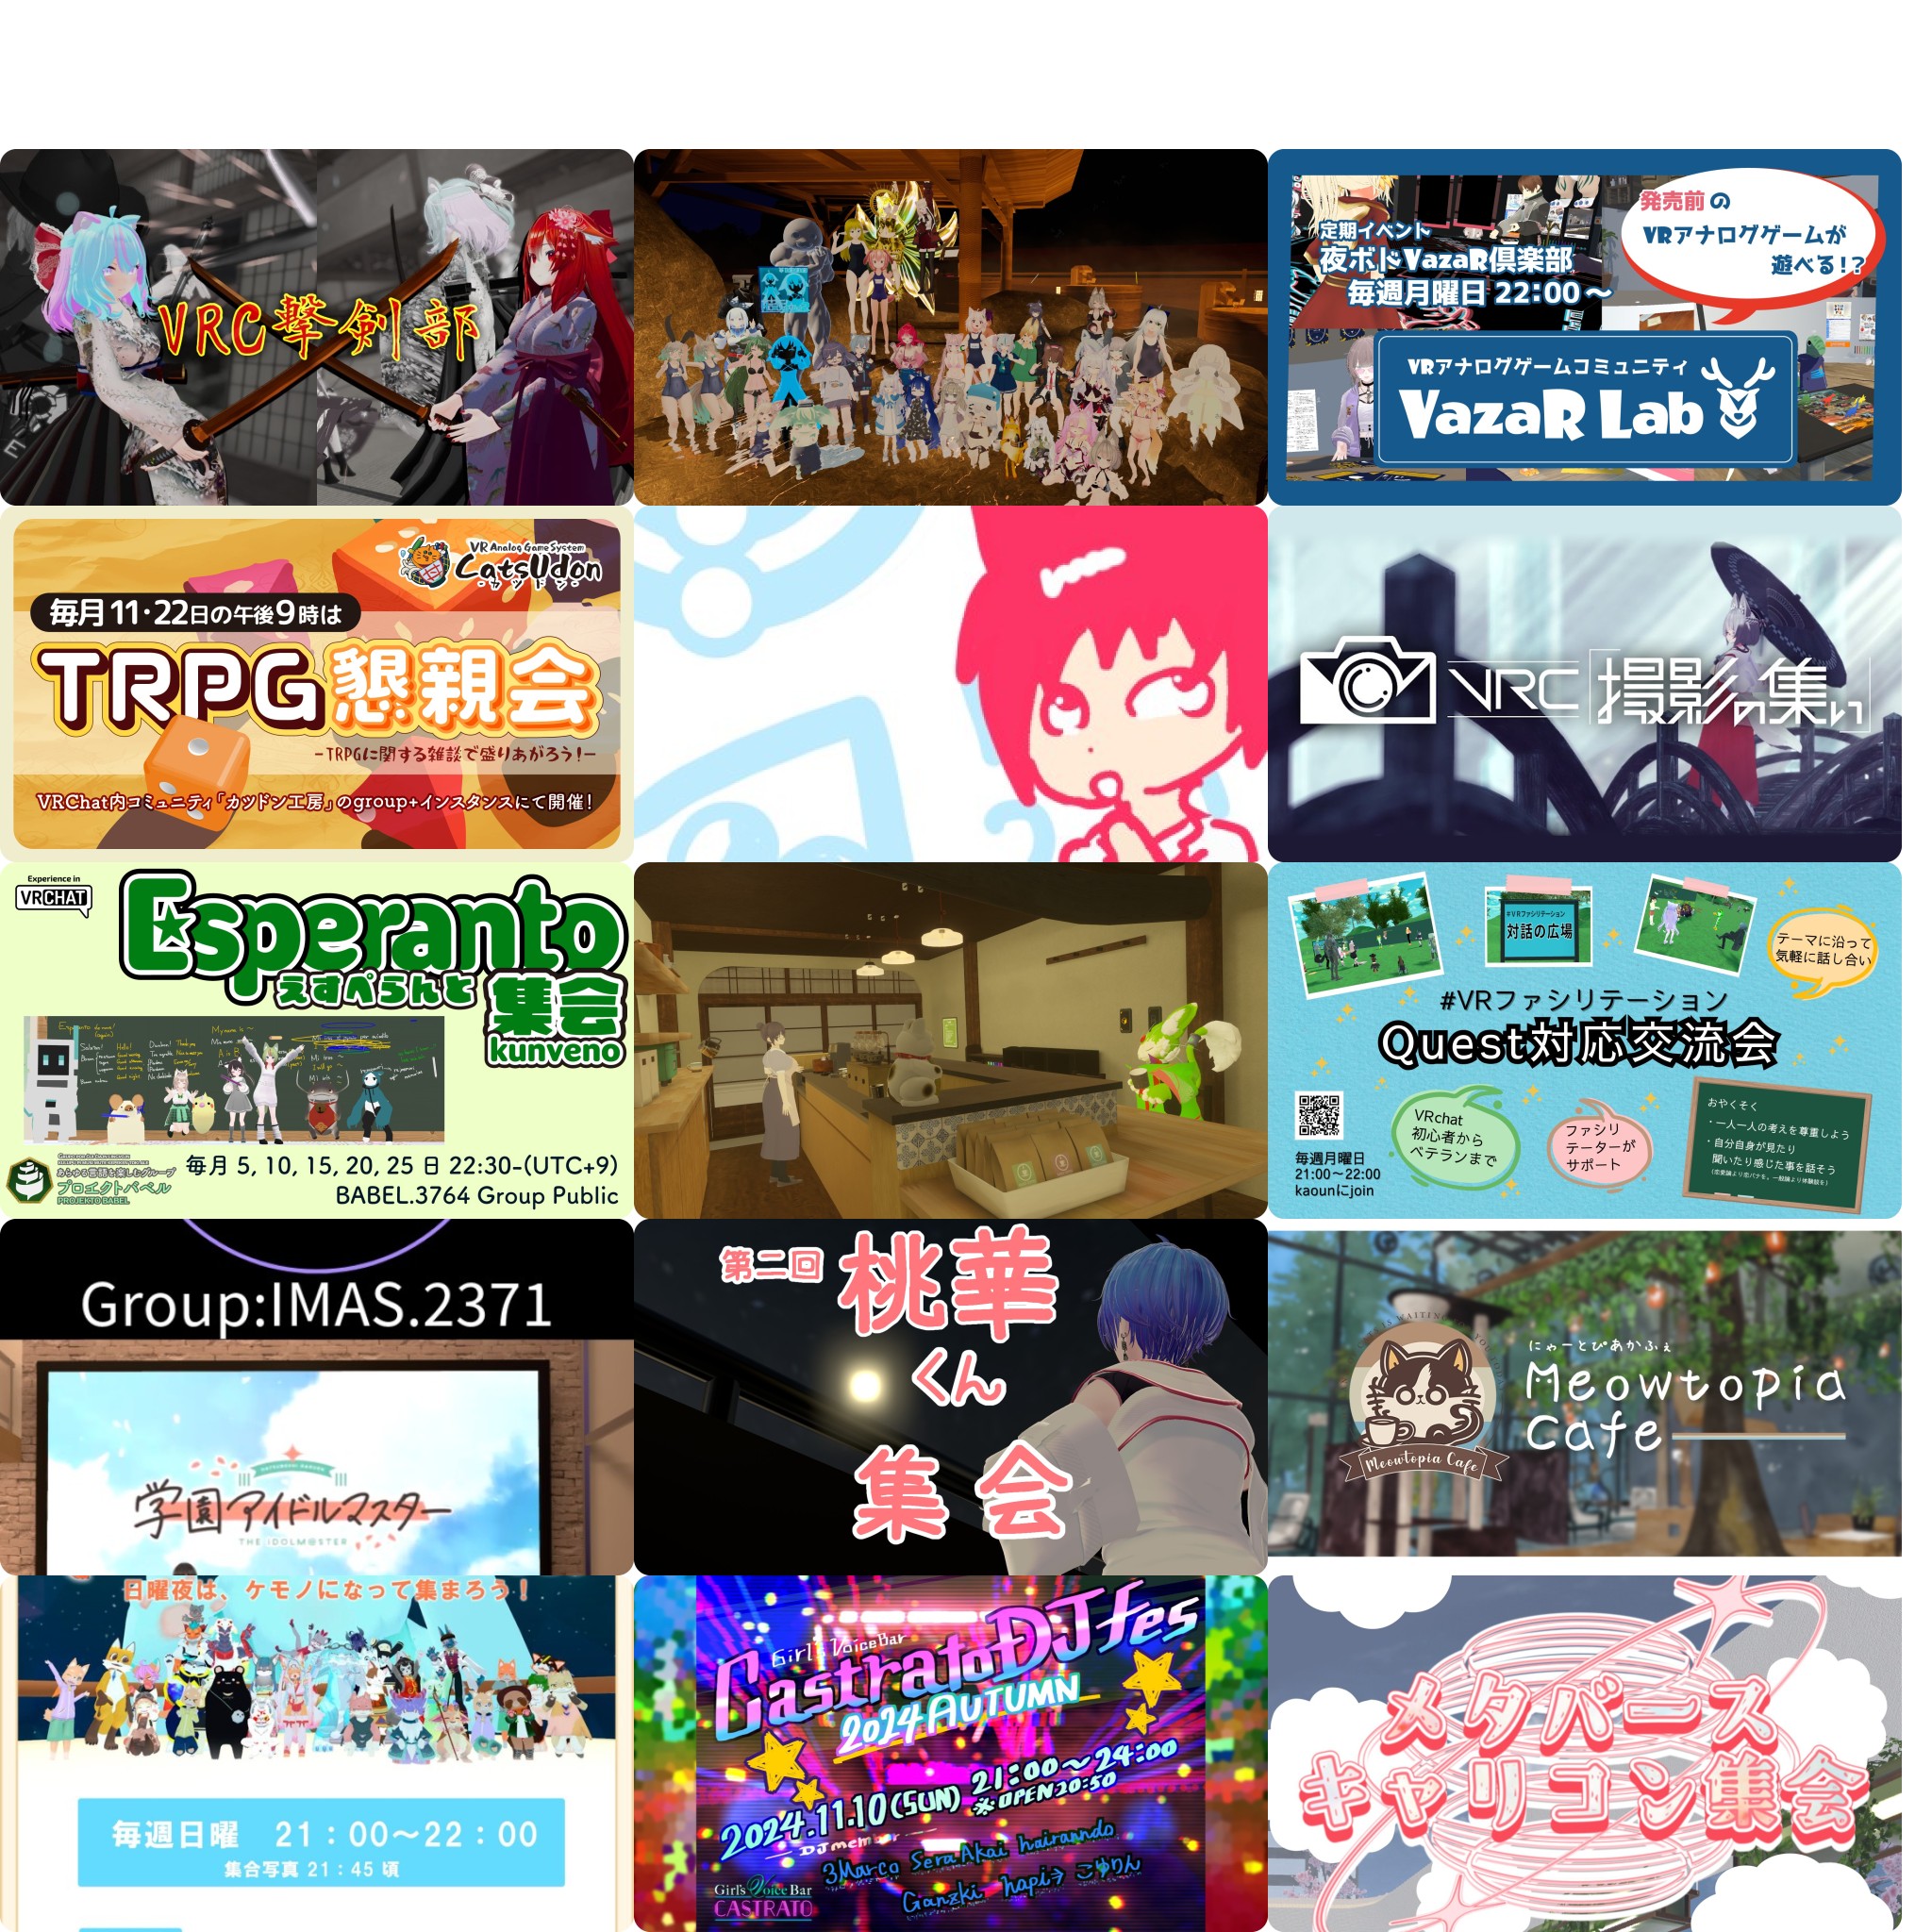 VRC撃剣部
定期イベント
夜ボドVazaR倶楽部
毎週月曜日 22:00~
発売前の
VRアナログゲームが
遊べる!?
VRアナログゲームコミュニティ
VazaR Lab
VR Analog Game System
CatsUdon
-カツドン-
毎月11・22日の午後9時は
TRPG懇親会
-TRPGに関する雑談で盛りあがろう!-
VRChat内コミュニティ「カツドン工房」のgroup+インスタンスにて開催!
VRC「撮影の集い」
Experience in
VRCHAT
Esperanto
えすぺらんと
集会
kunveno
あらゆる言語を楽しむグループ
プロエクトバベル
PROJEKTO BABEL
毎月 5, 10, 15, 20, 25 日 22:30-(UTC+9)
BABEL.3764 Group Public
#VRファシリテーション
対話の広場
テーマに沿って
気軽に話し合い
#VRファシリテーション
Quest対応交流会
毎週月曜日
21:00~22:00
kaounにjoin
VRchat
初心者から
ベテランまで
ファシリ
テーターが
サポート
おやくそく
・一人一人の考えを尊重しよう
・自分自身が見たり
聞いたり感じた事を話そう
Group:IMAS.2371
学園アイドルマスター
THE IDOLM@STER
第二回
桃華
くん
集会
にゃーとぴあかふぇ
Meowtopia
Cafe
Meowtopia Cafe
日曜夜は、ケモノになって集まろう!
毎週日曜 21:00~22:00
集合写真 21:45 頃
Girl's VoiceBar
Castrato DJ fes
2024 AUTUMN
2024.11.10(SUN) 21:00~24:00
※OPEN 20:50
DJ member
3Marco SeraAkai hairanndo
Ganzki hapi→ こゆりん
Girl's Voice Bar
CASTRATO
メタバース
キャリコン集会